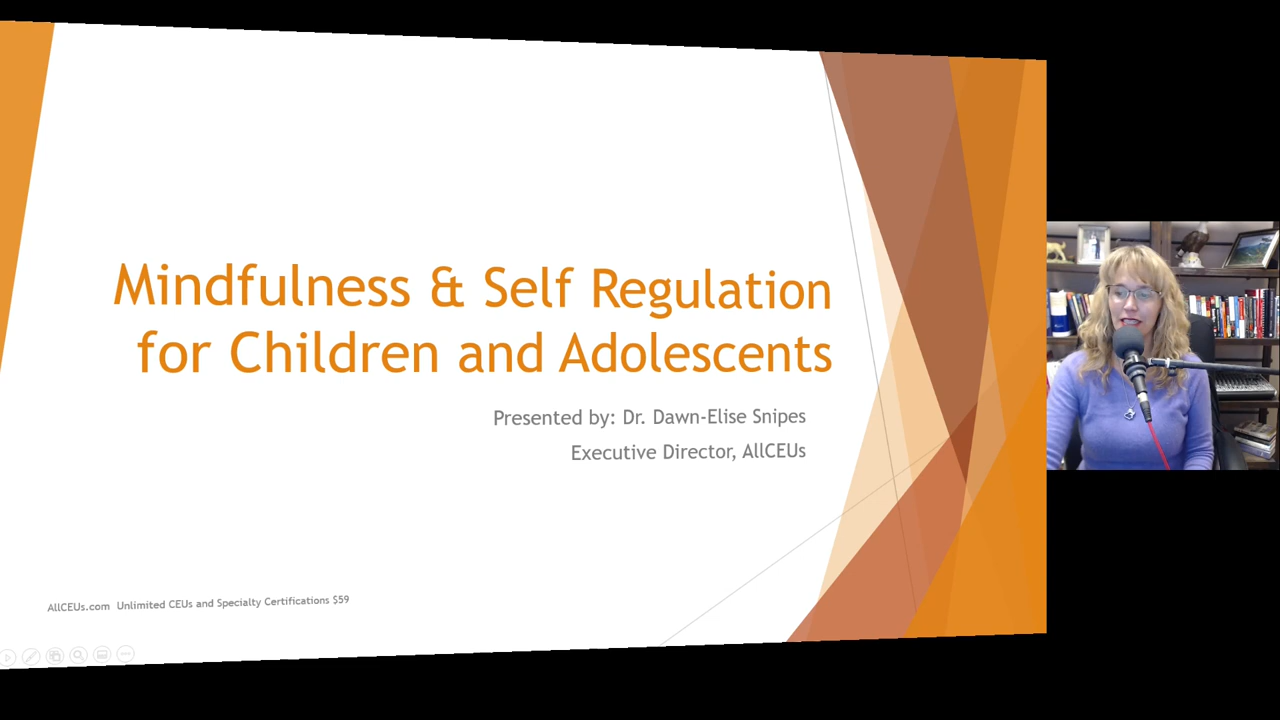 Mindfulness & Self Regulation
for Children and Adolescents
Presented by: Dr. Dawn-Elise Snipes
Executive Director, AllCEUs
AllCEUs.com Unlimited CEUs and Specialty Certifications $59